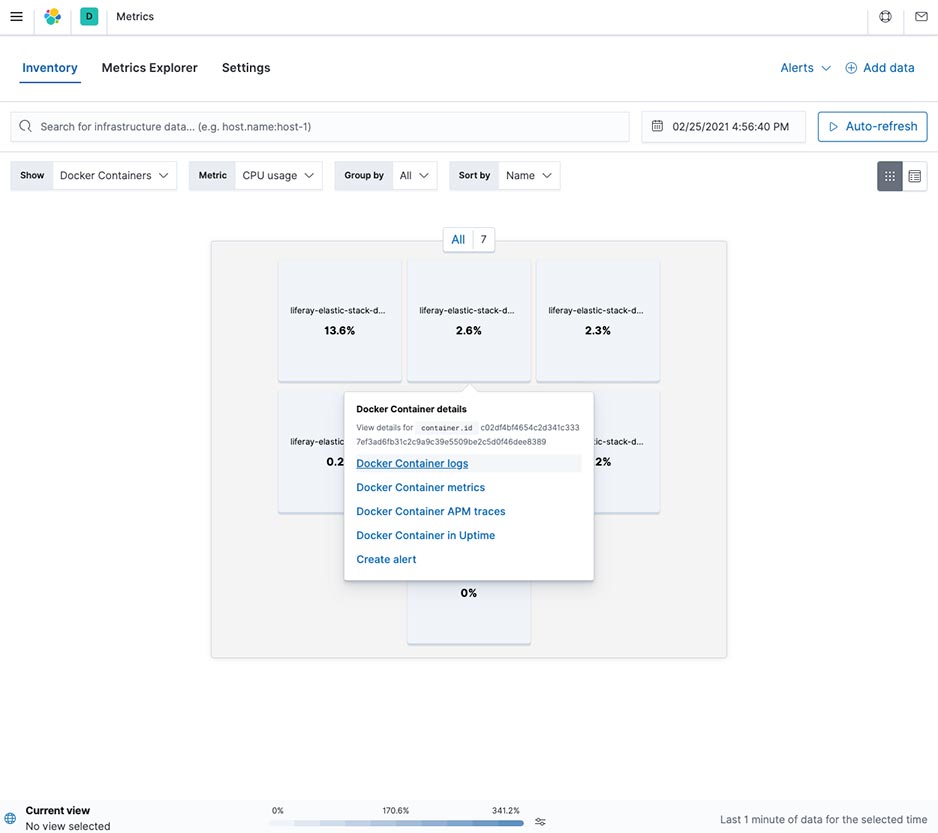 D Metrics
Inventory Metrics Explorer Settings Alerts Add data
Search for infrastructure data... (e.g. host.name:host-1) 02/25/2021 4:56:40 PM Auto-refresh
Show Docker Containers Metric CPU usage Group by All Sort by Name
All 7
liferay-elastic-stack-d... liferay-elastic-stack-d... liferay-elastic-stack-d...
13.6% 2.6% 2.3%
Docker Container details
View details for container.id c02df4bf4654c2d341c333
7ef3ad6fb31c2c9a9c39e5509be2c5d0f46dee8389
liferay-elastic tic-stack-d...
0.2 2%
Docker Container logs
Docker Container metrics
Docker Container APM traces
Docker Container in Uptime
Create alert
0%
Current view 0% 170.6% 341.2%
No view selected Last 1 minute of data for the selected time